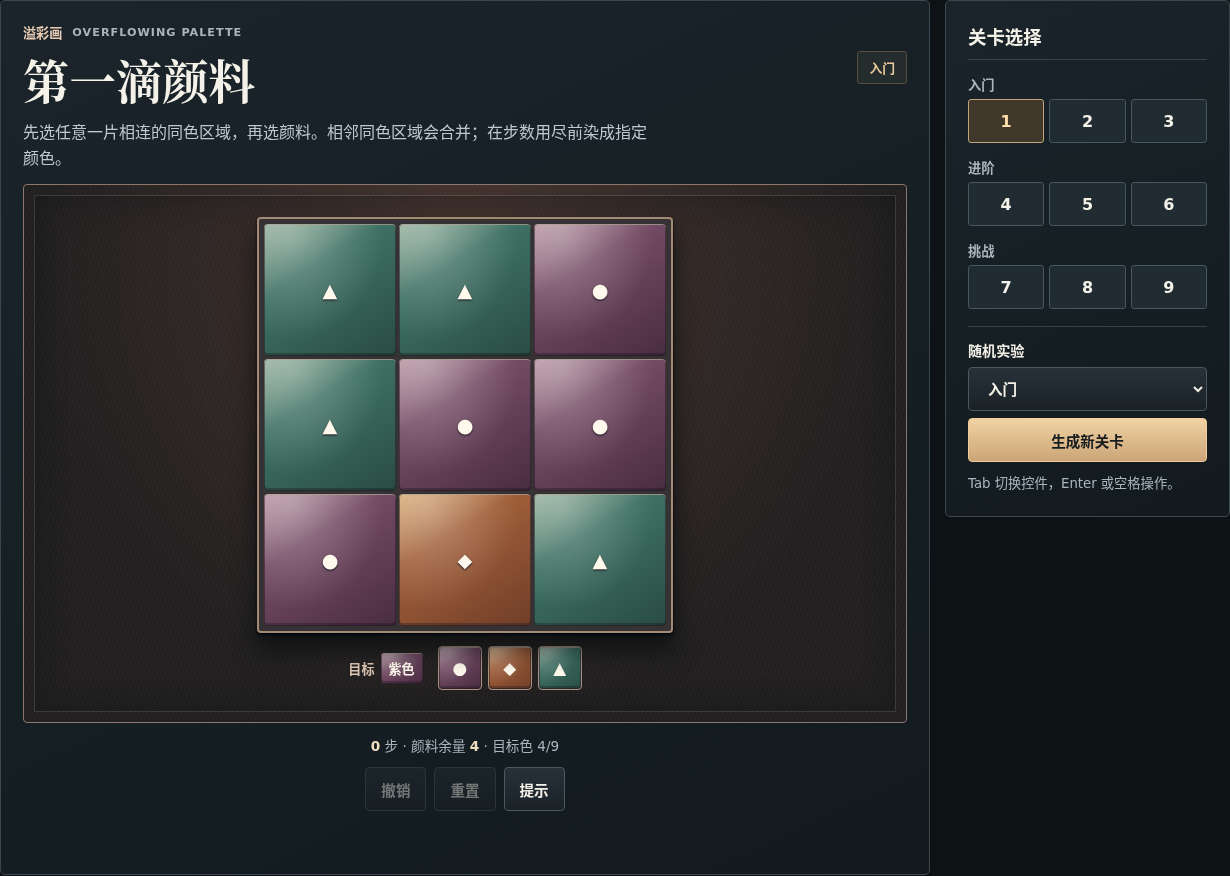 溢彩画 OVERFLOWING PALETTE
第一滴颜料
入门
先选任意一片相连的同色区域，再选颜料。相邻同色区域会合并；在步数用尽前染成指定
颜色。
目标 紫色
0 步 · 颜料余量 4 · 目标色 4/9
撤销 重置 提示
关卡选择
入门
1 2 3
进阶
4 5 6
挑战
7 8 9
随机实验
入门
生成新关卡
Tab 切换控件，Enter 或空格操作。